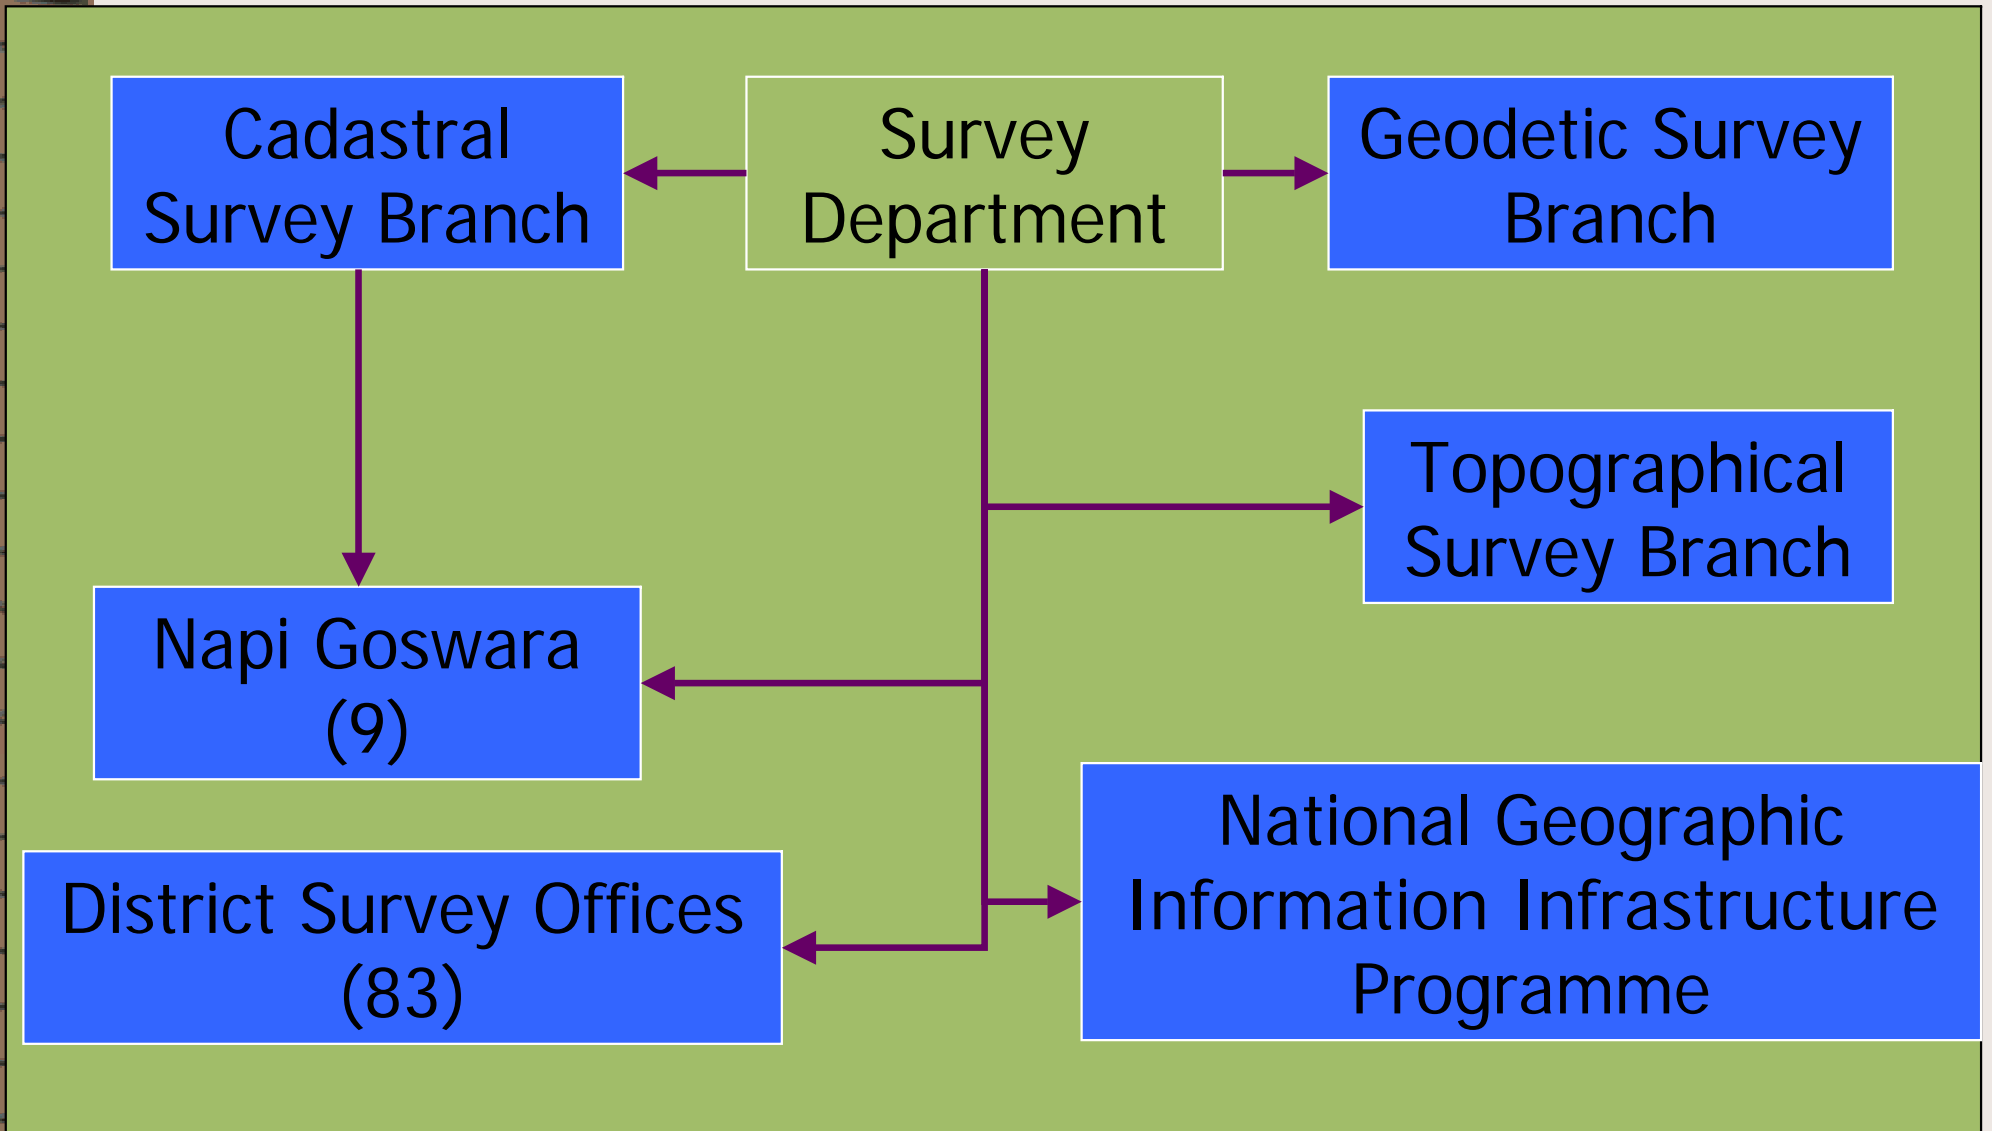 Cadastral
Survey Branch
Survey
Department
Geodetic Survey
Branch
Topographical
Survey Branch
Napi Goswara
(9)
National Geographic
Information Infrastructure
Programme
District Survey Offices
(83)